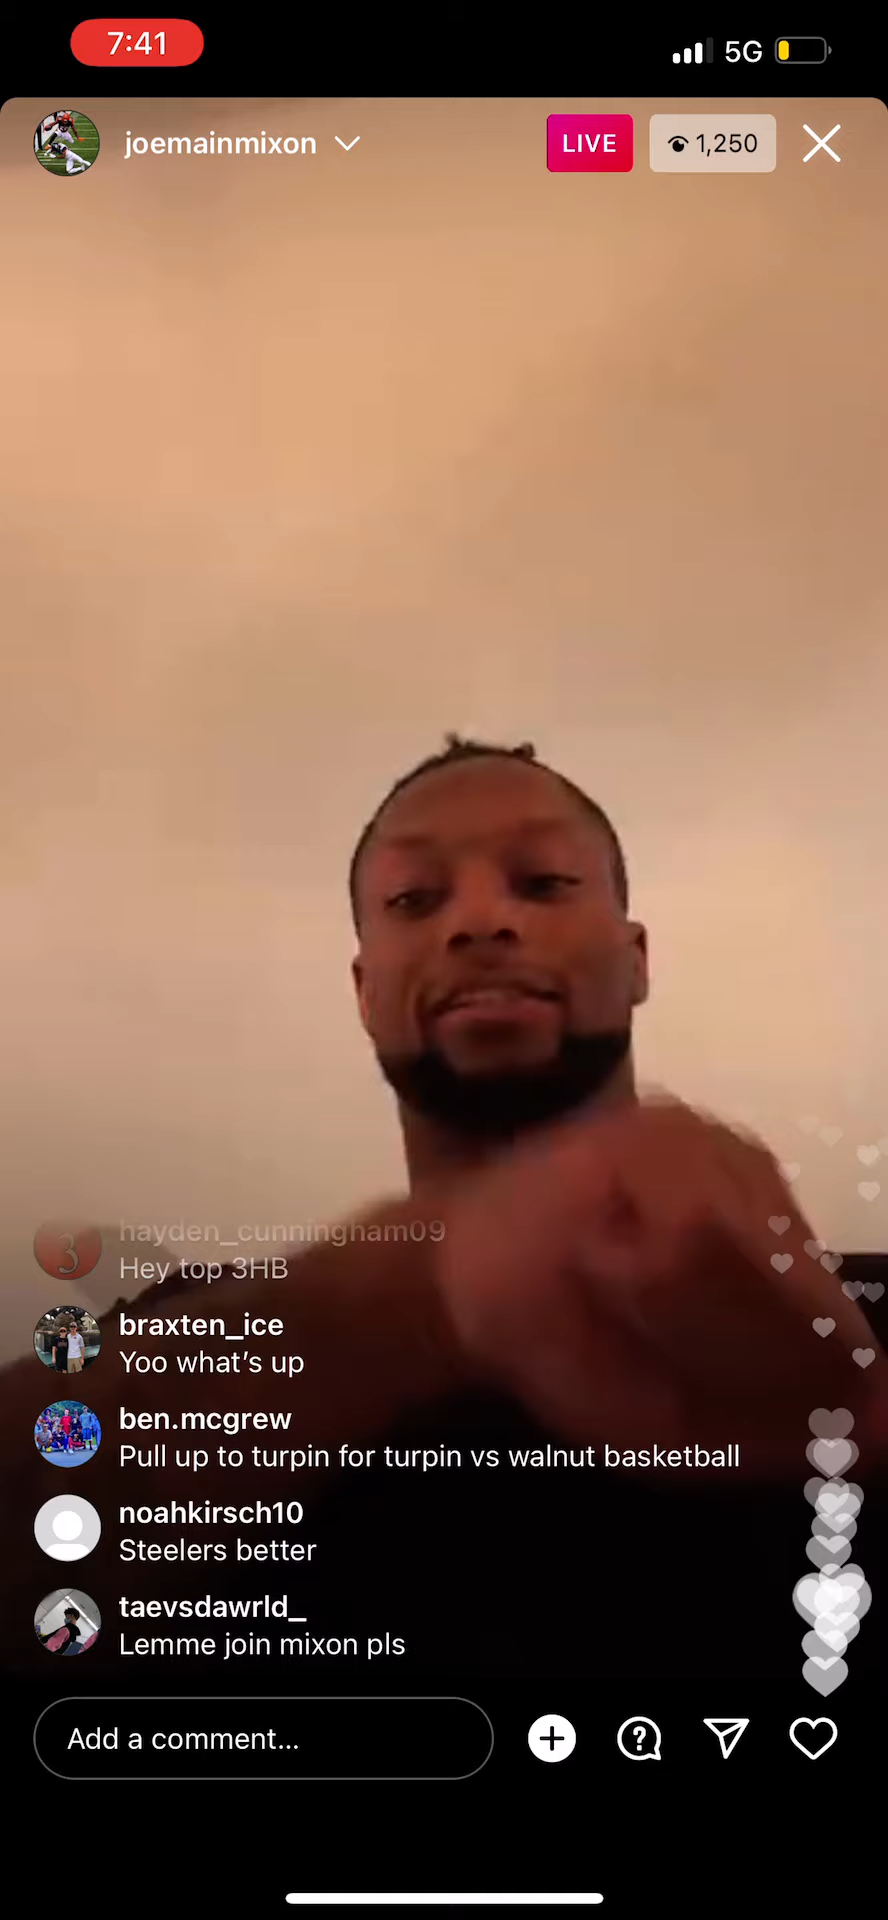 7:41
5G
joemainmixon
LIVE
1,250
3
hayden_cunningham09
Hey top 3HB
braxten_ice
Yoo what’s up
ben.mcgrew
Pull up to turpin for turpin vs walnut basketball
noahkirsch10
Steelers better
taevsdawrld_
Lemme join mixon pls
Add a comment...